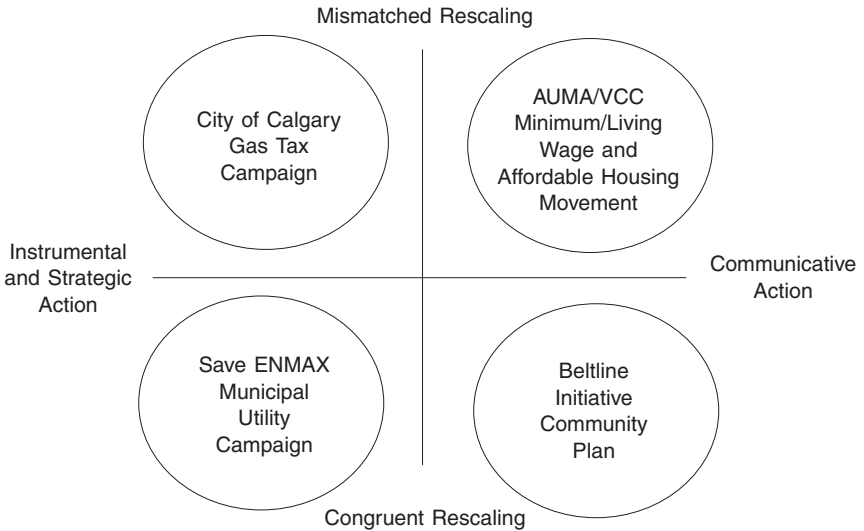 Mismatched Rescaling
City of Calgary
Gas Tax
Campaign
AUMA/VCC
Minimum/Living
Wage and
Affordable Housing
Movement
Instrumental
and Strategic
Action
Communicative
Action
Save ENMAX
Municipal
Utility
Campaign
Beltline
Initiative
Community
Plan
Congruent Rescaling